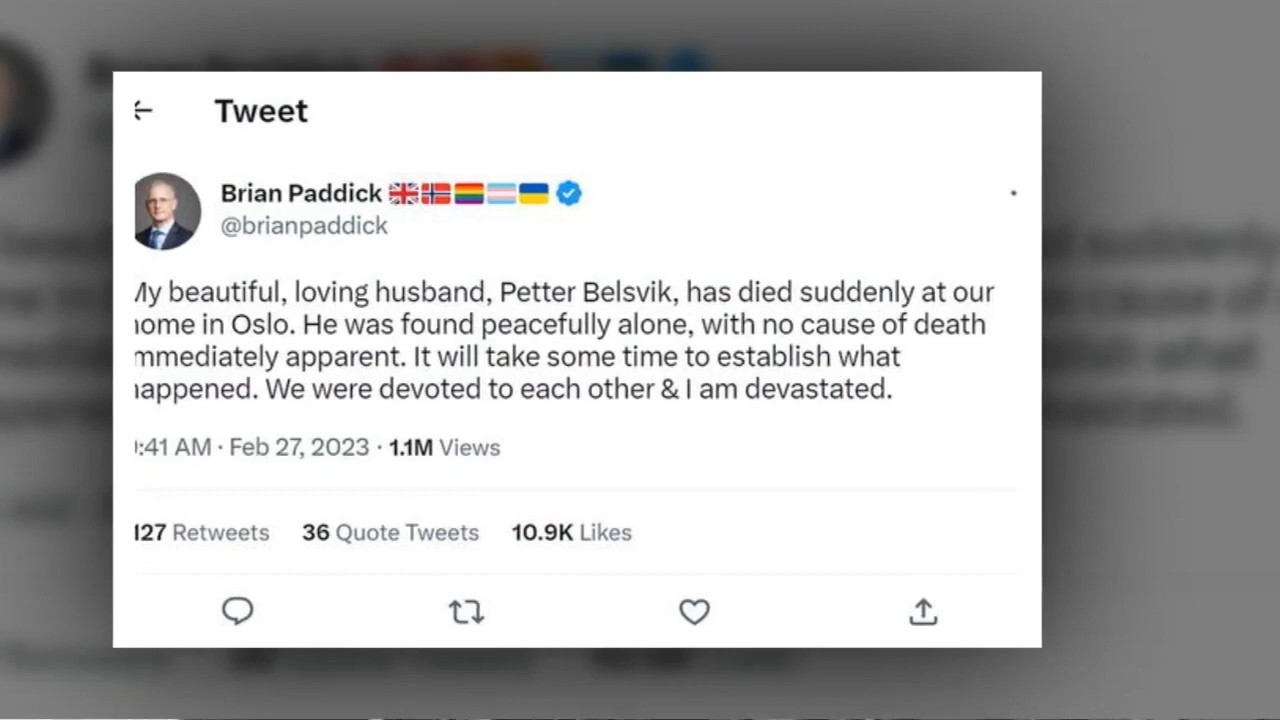 Tweet
Brian Paddick
@brianpaddick
My beautiful, loving husband, Petter Belsvik, has died suddenly at our
home in Oslo. He was found peacefully alone, with no cause of death
immediately apparent. It will take some time to establish what
happened. We were devoted to each other & I am devastated.
:41 AM · Feb 27, 2023 · 1.1M Views
127 Retweets 36 Quote Tweets 10.9K Likes